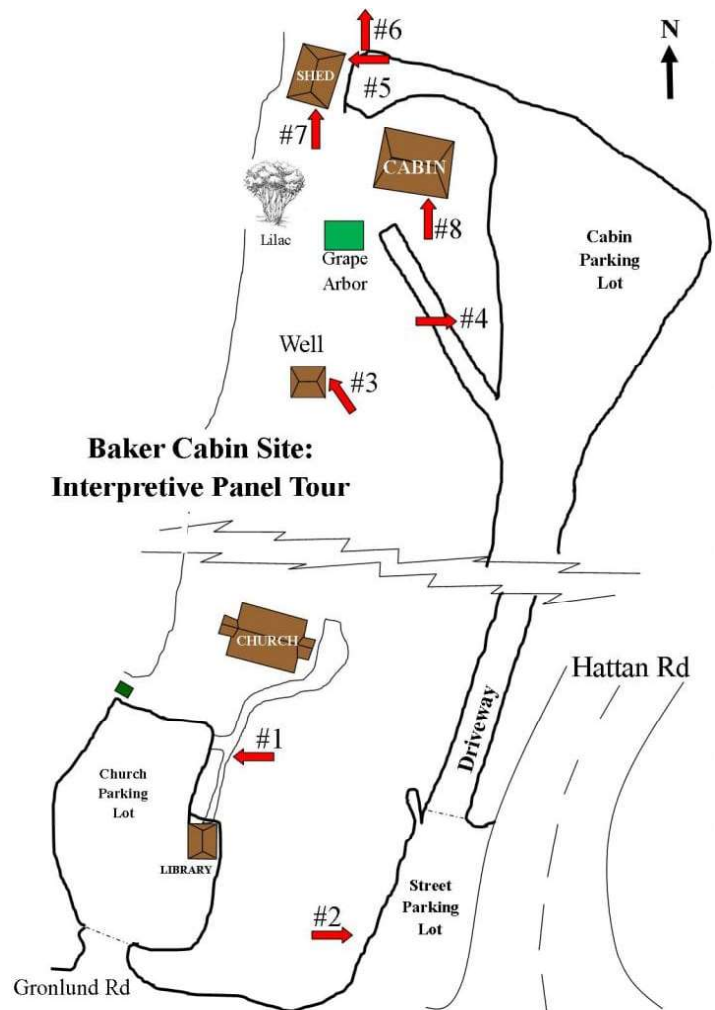 #6
N
SHED
#5
#7
CABIN
Lilac
#8
Grape
Arbor
Cabin
Parking
Lot
#4
Well
#3
Baker Cabin Site:
Interpretive Panel Tour
CHURCH
Hattan Rd
#1
Driveway
Church
Parking
Lot
LIBRARY
Street
Parking
Lot
#2
Gronlund Rd